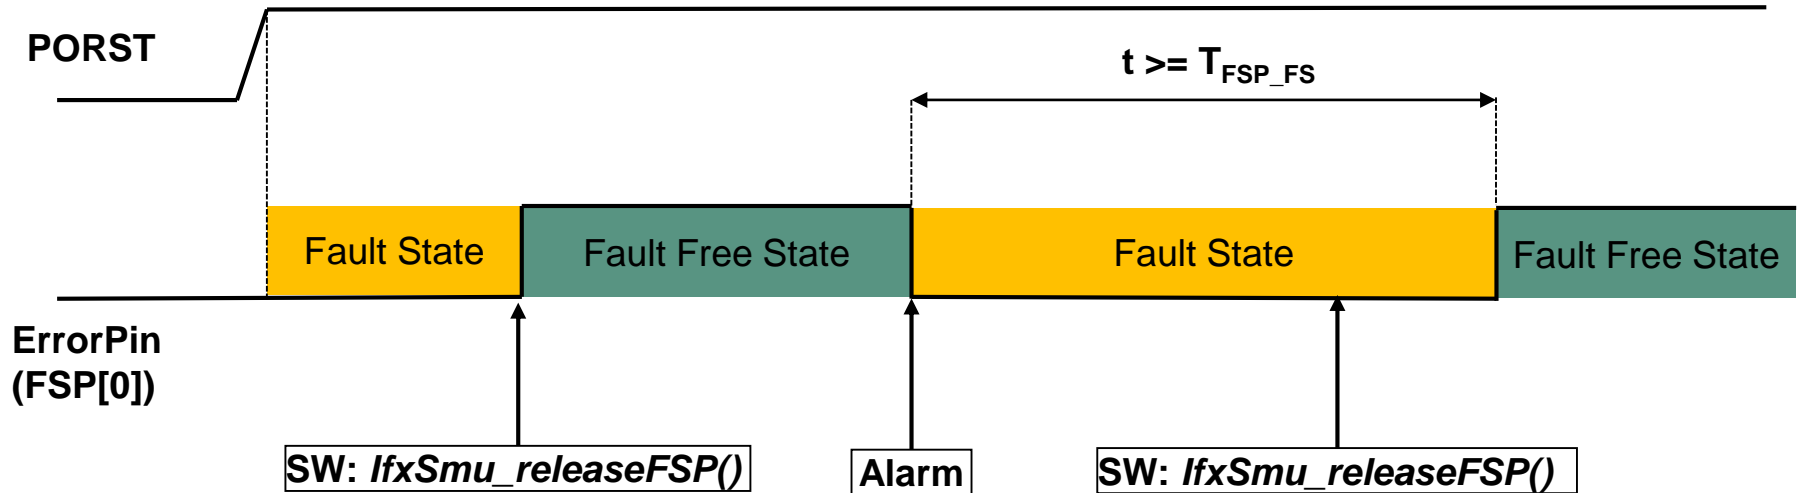 PORST
t >= T_FSP_FS
Fault State
Fault Free State
Fault State
Fault Free State
ErrorPin
(FSP[0])
SW: IfxSmu_releaseFSP()
Alarm
SW: IfxSmu_releaseFSP()